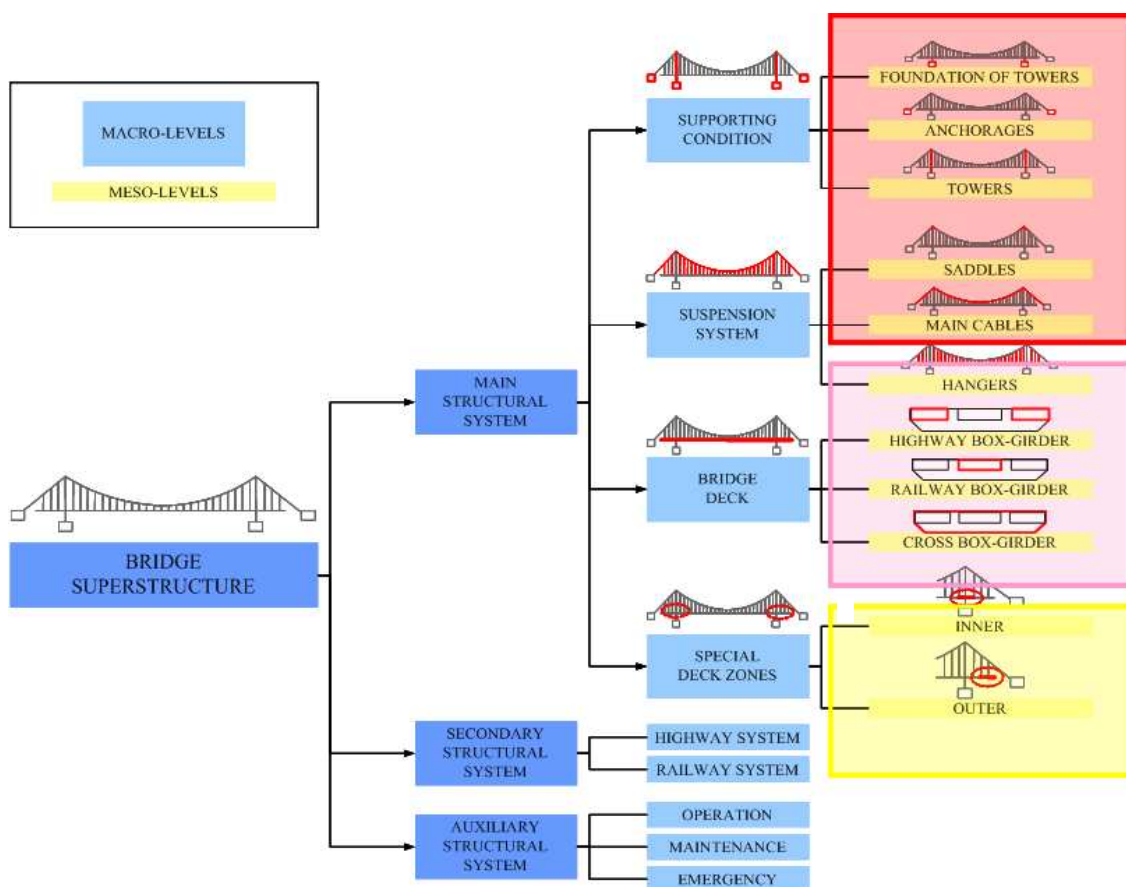 MACRO-LEVELS
MESO-LEVELS
BRIDGE
SUPERSTRUCTURE
MAIN
STRUCTURAL
SYSTEM
SECONDARY
STRUCTURAL
SYSTEM
AUXILIARY
STRUCTURAL
SYSTEM
SUPPORTING
CONDITION
SUSPENSION
SYSTEM
BRIDGE
DECK
SPECIAL
DECK ZONES
HIGHWAY SYSTEM
RAILWAY SYSTEM
OPERATION
MAINTENANCE
EMERGENCY
FOUNDATION OF TOWERS
ANCHORAGES
TOWERS
SADDLES
MAIN CABLES
HANGERS
HIGHWAY BOX-GIRDER
RAILWAY BOX-GIRDER
CROSS BOX-GIRDER
INNER
OUTER